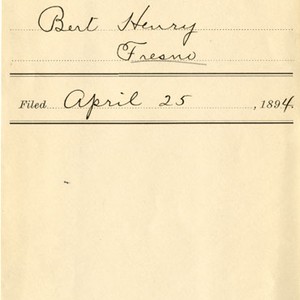 Bert Henry
Fresno
Filed April 25, 1894.